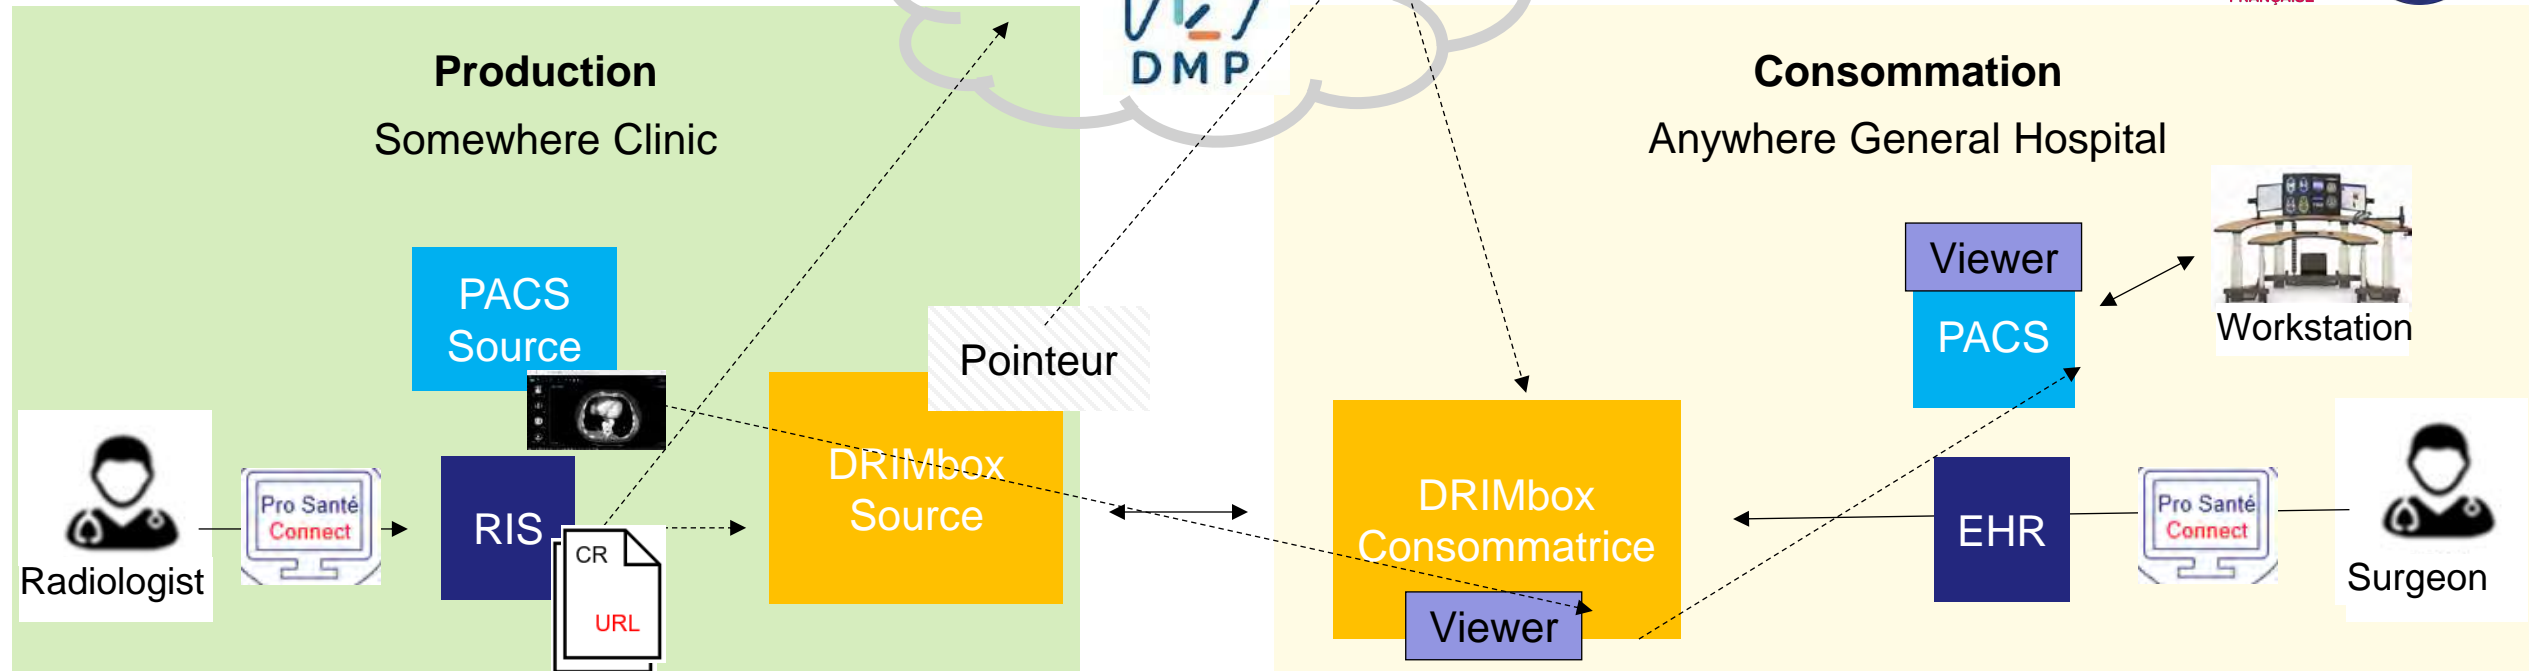 FRANÇAISE
DMP
Production
Somewhere Clinic
Consommation
Anywhere General Hospital
PACS
Source
Pointeur
Viewer
PACS
Workstation
Radiologist
Pro Santé
Connect
RIS
CR
URL
DRIMbox
Source
DRIMbox
Consommatrice
Viewer
EHR
Pro Santé
Connect
Surgeon